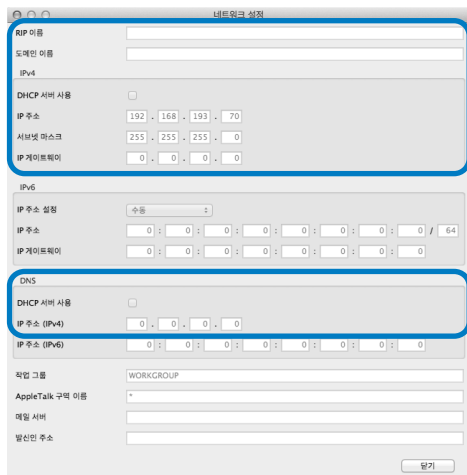 네트워크 설정
RIP 이름
도메인 이름
IPv4
DHCP 서버 사용
IP 주소 192 . 168 . 193 . 70
서브넷 마스크 255 . 255 . 255 . 0
IP 게이트웨이 0 . 0 . 0 . 0
IPv6
IP 주소 설정 수동
IP 주소 0 : 0 : 0 : 0 : 0 : 0 : 0 : 0 / 64
IP 게이트웨이 0 : 0 : 0 : 0 : 0 : 0 : 0 : 0
DNS
DHCP 서버 사용
IP 주소 (IPv4) 0 . 0 . 0 . 0
IP 주소 (IPv6) 0 : 0 : 0 : 0 : 0 : 0 : 0 : 0
작업 그룹 WORKGROUP
AppleTalk 구역 이름 *
메일 서버
발신인 주소
닫기